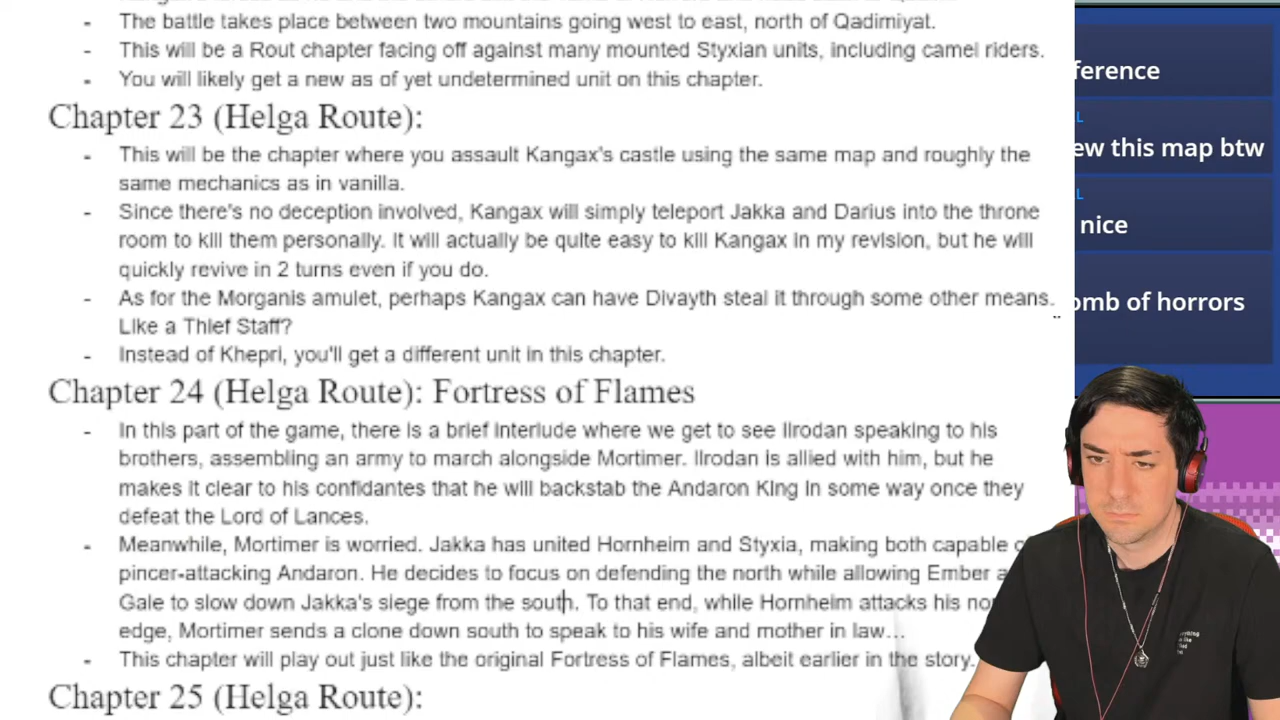 - The battle takes place between two mountains going west to east, north of Qadimiyat.
- This will be a Rout chapter facing off against many mounted Styxian units, including camel riders.
- You will likely get a new as of yet undetermined unit on this chapter.
Chapter 23 (Helga Route):
- This will be the chapter where you assault Kangax's castle using the same map and roughly the
same mechanics as in vanilla.
- Since there's no deception involved, Kangax will simply teleport Jakka and Darius into the throne
room to kill them personally. It will actually be quite easy to kill Kangax in my revision, but he will
quickly revive in 2 turns even if you do.
- As for the Morganis amulet, perhaps Kangax can have Divayth steal it through some other means.
Like a Thief Staff?
- Instead of Khepri, you'll get a different unit in this chapter.
Chapter 24 (Helga Route): Fortress of Flames
- In this part of the game, there is a brief interlude where we get to see Ilrodan speaking to his
brothers, assembling an army to march alongside Mortimer. Ilrodan is allied with him, but he
makes it clear to his confidantes that he will backstab the Andaron King in some way once they
defeat the Lord of Lances.
- Meanwhile, Mortimer is worried. Jakka has united Hornheim and Styxia, making both capable
pincer-attacking Andaron. He decides to focus on defending the north while allowing Ember
Gale to slow down Jakka's siege from the south. To that end, while Hornheim attacks his
edge, Mortimer sends a clone down south to speak to his wife and mother in law...
- This chapter will play out just like the original Fortress of Flames, albeit earlier in the story.
Chapter 25 (Helga Route):
ference
L
ew this map btw
L
nice
omb of horrors